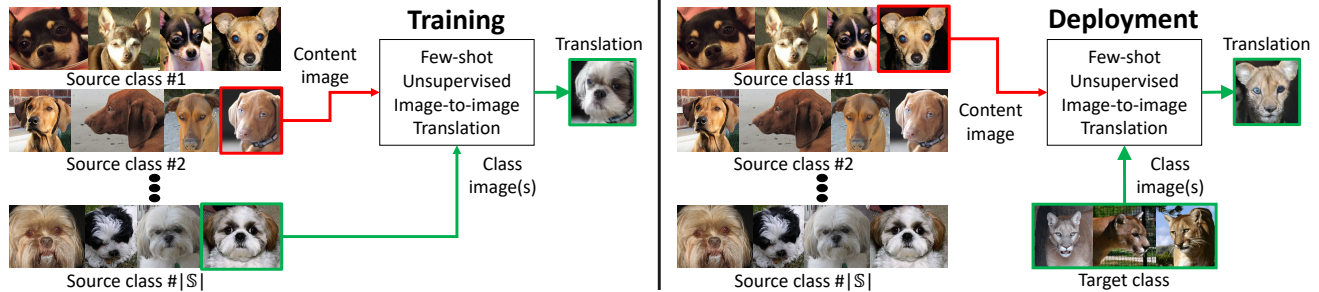 Training
Source class #1
Content
image
Few-shot
Unsupervised
Image-to-image
Translation
Translation
Source class #2
Class
image(s)
Source class #|𝕊|
Deployment
Source class #1
Content
image
Few-shot
Unsupervised
Image-to-image
Translation
Translation
Source class #2
Class
image(s)
Source class #|𝕊|
Target class